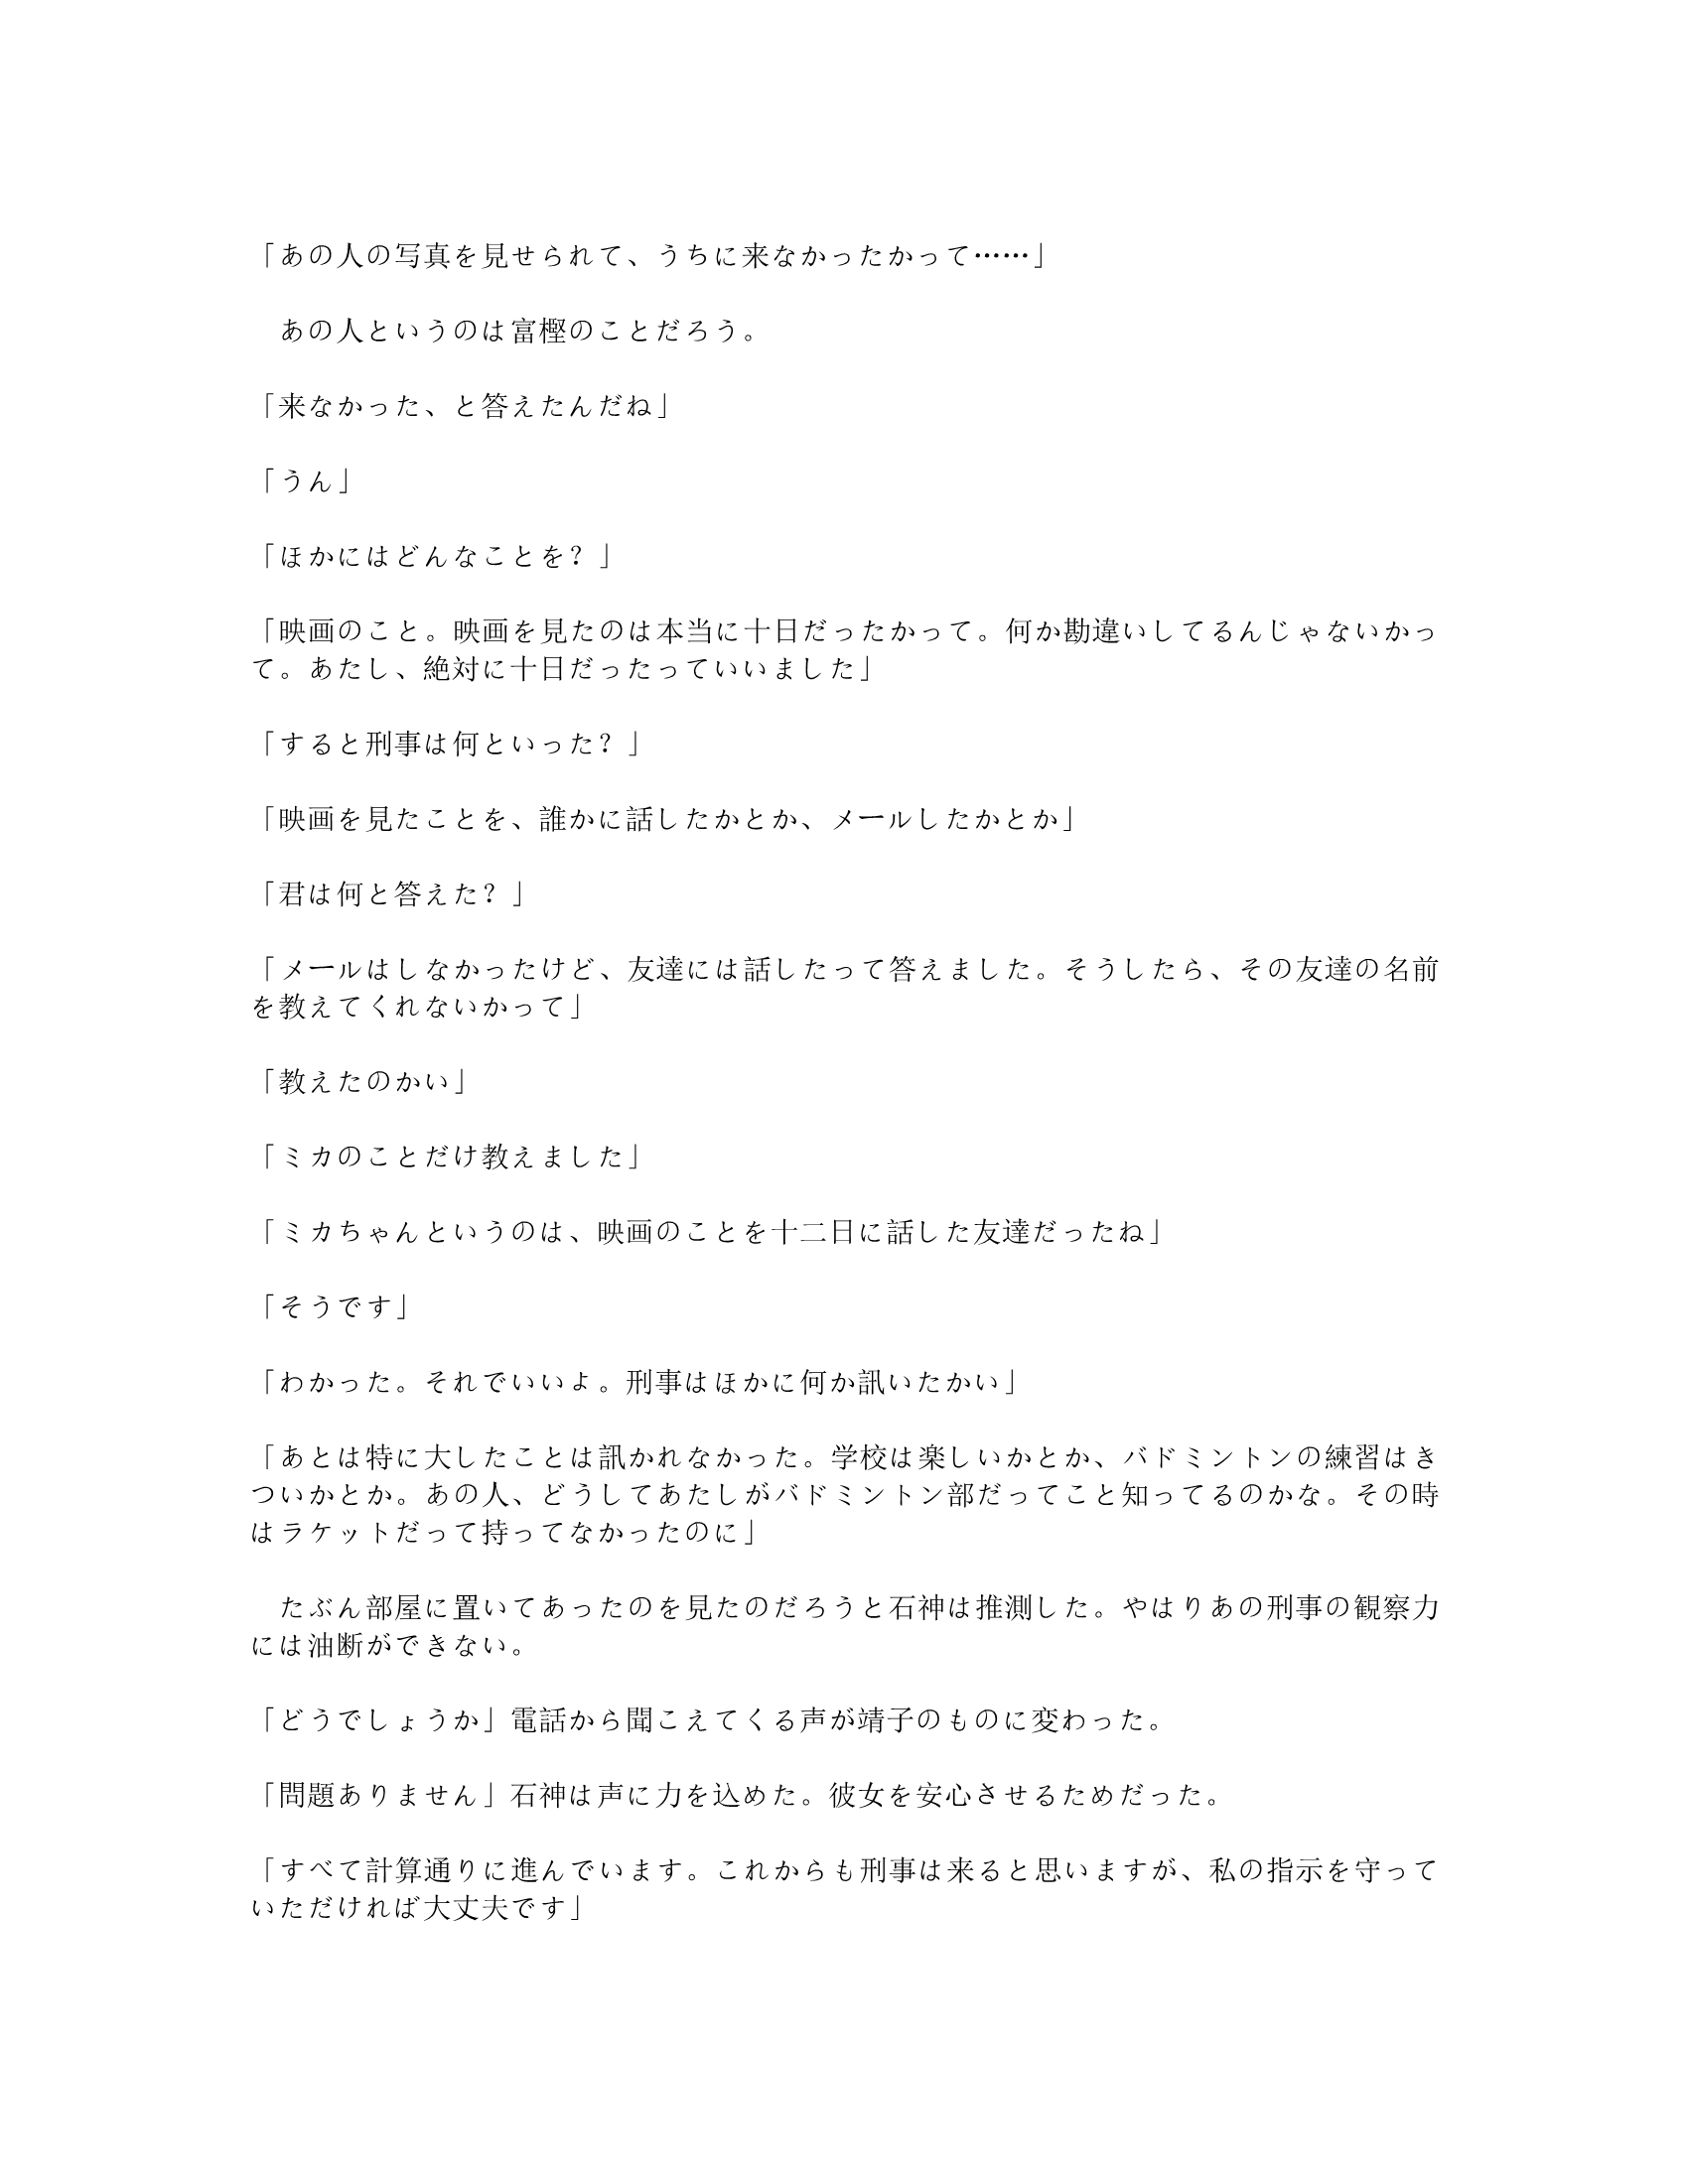 「あの人の写真を見せられて、うちに来なかったかって……」
あの人というのは富樫のことだろう。
「来なかった、と答えたんだね」
「うん」
「ほかにはどんなことを？」
「映画のこと。映画を見たのは本当に十日だったかって。何か勘違いしてるんじゃないかっ
て。あたし、絶対に十日だったっていいました」
「すると刑事は何といった？」
「映画を見たことを、誰かに話したかとか、メールしたかとか」
「君は何と答えた？」
「メールはしなかったけど、友達には話したって答えました。そうしたら、その友達の名前
を教えてくれないかって」
「教えたのかい」
「ミカのことだけ教えました」
「ミカちゃんというのは、映画のことを十二日に話した友達だったね」
「そうです」
「わかった。それでいいよ。刑事はほかに何か訊いたかい」
「あとは特に大したことは訊かれなかった。学校は楽しいかとか、バドミントンの練習はき
ついかとか。あの人、どうしてあたしがバドミントン部だってこと知ってるのかな。その時
はラケットだって持ってなかったのに」
たぶん部屋に置いてあったのを見たのだろうと石神は推測した。やはりあの刑事の観察力
には油断ができない。
「どうでしょうか」電話から聞こえてくる声が靖子のものに変わった。
「問題ありません」石神は声に力を込めた。彼女を安心させるためだった。
「すべて計算通りに進んでいます。これからも刑事は来ると思いますが、私の指示を守って
いただければ大丈夫です」